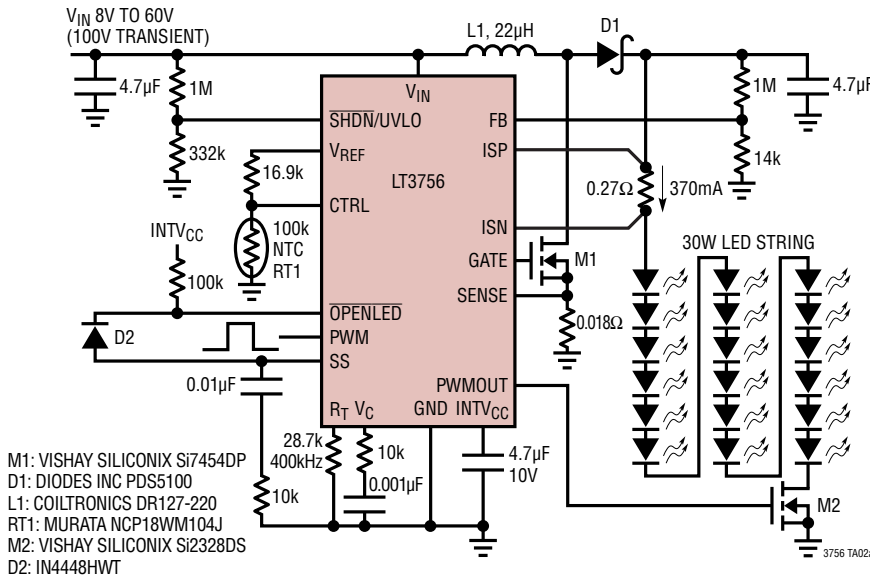 V_IN 8V TO 60V
(100V TRANSIENT)
L1, 22µH
D1
4.7µF
1M
V_IN
1M
4.7µF
SHDN/UVLO
FB
332k
V_REF
ISP
14k
16.9k
LT3756
0.27Ω
370mA
CTRL
100k
NTC
RT1
ISN
INTV_CC
30W LED STRING
GATE
M1
100k
SENSE
OPENLED
0.018Ω
D2
PWM
SS
0.01µF
PWMOUT
R_T V_C
GND INTV_CC
28.7k
400kHz
10k
4.7µF
10V
10k
0.001µF
M2
M1: VISHAY SILICONIX Si7454DP
D1: DIODES INC PDS5100
L1: COILTRONICS DR127-220
RT1: MURATA NCP18WM104J
M2: VISHAY SILICONIX Si2328DS
D2: IN4448HWT
3756 TA02a